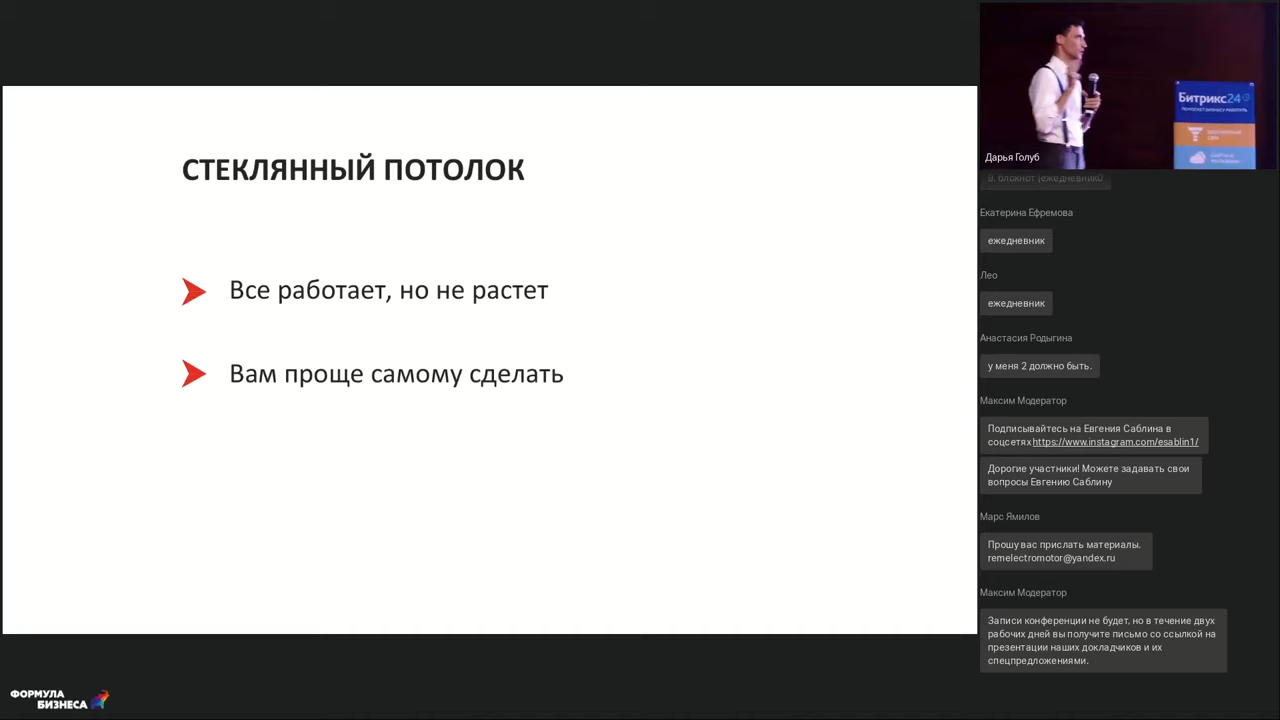 СТЕКЛЯННЫЙ ПОТОЛОК
Все работает, но не растет
Вам проще самому сделать
ФОРМУЛА
БИЗНЕСА
Битрикс24
Дарья Голуб
Екатерина Ефремова
ежедневник
Лео
ежедневник
Анастасия Родыгина
у меня 2 должно быть.
Максим Модератор
Подписывайтесь на Евгения Саблина в
соцсетях https://www.instagram.com/esablin1/
Дорогие участники! Можете задавать свои
вопросы Евгению Саблину
Марс Ямилов
Прошу вас прислать материалы.
remelectromotor@yandex.ru
Максим Модератор
Записи конференции не будет, но в течение двух
рабочих дней вы получите письмо со ссылкой на
презентации наших докладчиков и их
спецпредложениями.